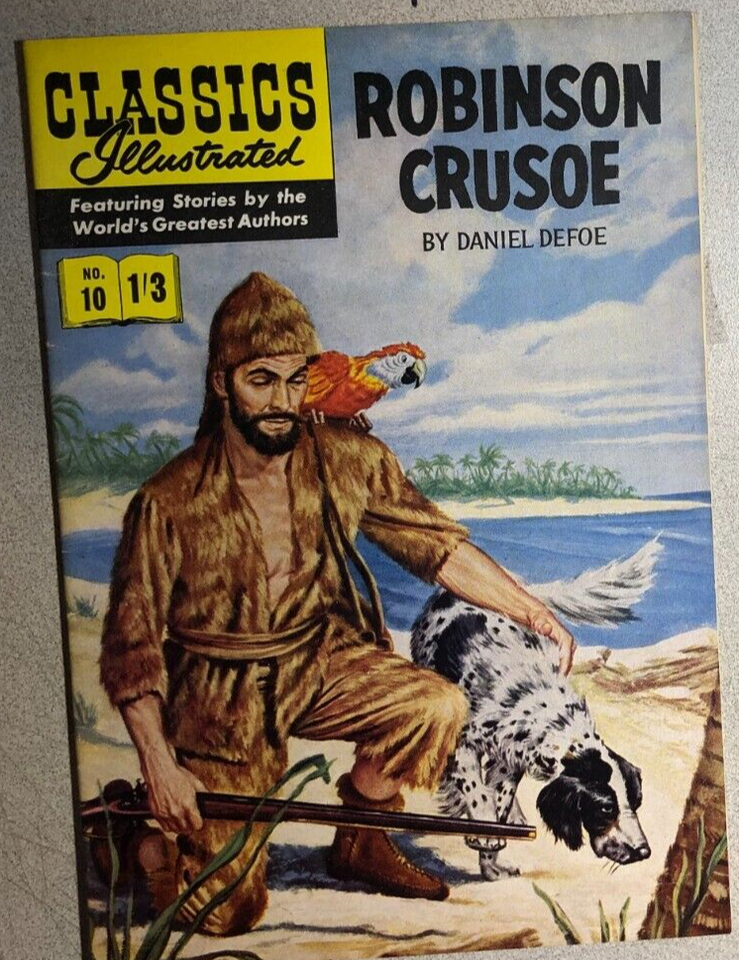 CLASSICS
Illustrated
Featuring Stories by the
World's Greatest Authors
NO.
10
1/3
ROBINSON
CRUSOE
BY DANIEL DEFOE